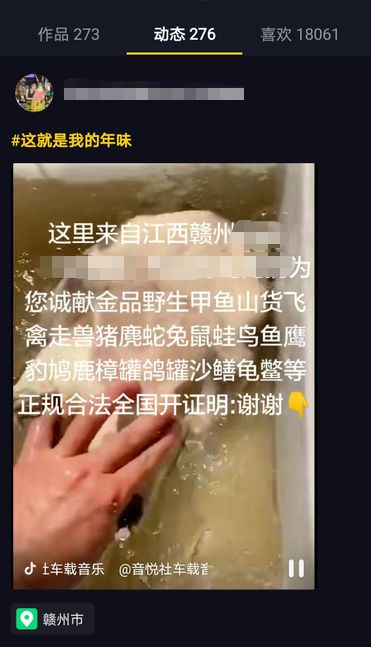 作品 273 动态 276 喜欢 18061
#这就是我的年味
这里来自江西赣州
为
您诚献金品野生甲鱼山货飞
禽走兽猪麂蛇兔鼠蛙鸟鱼鹰
豹鸠鹿樟罐鸽罐沙鳝龟鳖等
正规合法全国开证明:谢谢👇
车载音乐 @音悦社车载音
赣州市